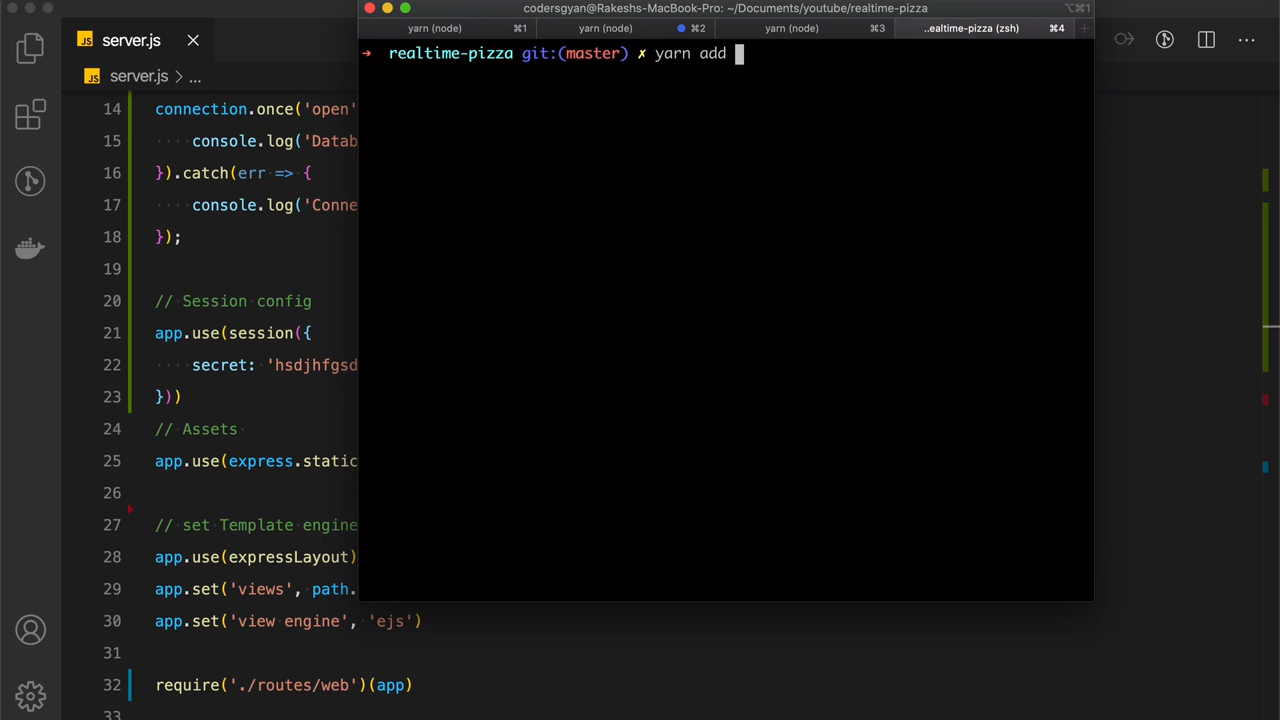 codersgyan@Rakeshs-MacBook-Pro: ~/Documents/youtube/realtime-pizza
⌥⌘1
yarn (node) ⌘1 yarn (node) ⌘2 yarn (node) ⌘3 ..ealtime-pizza (zsh) ⌘4
➜ realtime-pizza git:(master) ✗ yarn add
JS server.js
JS server.js > ...
14 connection.once('open'
15 console.log('Datab
16 }).catch(err => {
17 console.log('Conne
18 });
19
20 // Session config
21 app.use(session({
22 secret: 'hsdjhfgsd
23 }))
24 // Assets
25 app.use(express.static
26
27 // set Template engine
28 app.use(expressLayout)
29 app.set('views', path.
30 app.set('view engine', 'ejs')
31
32 require('./routes/web')(app)
33